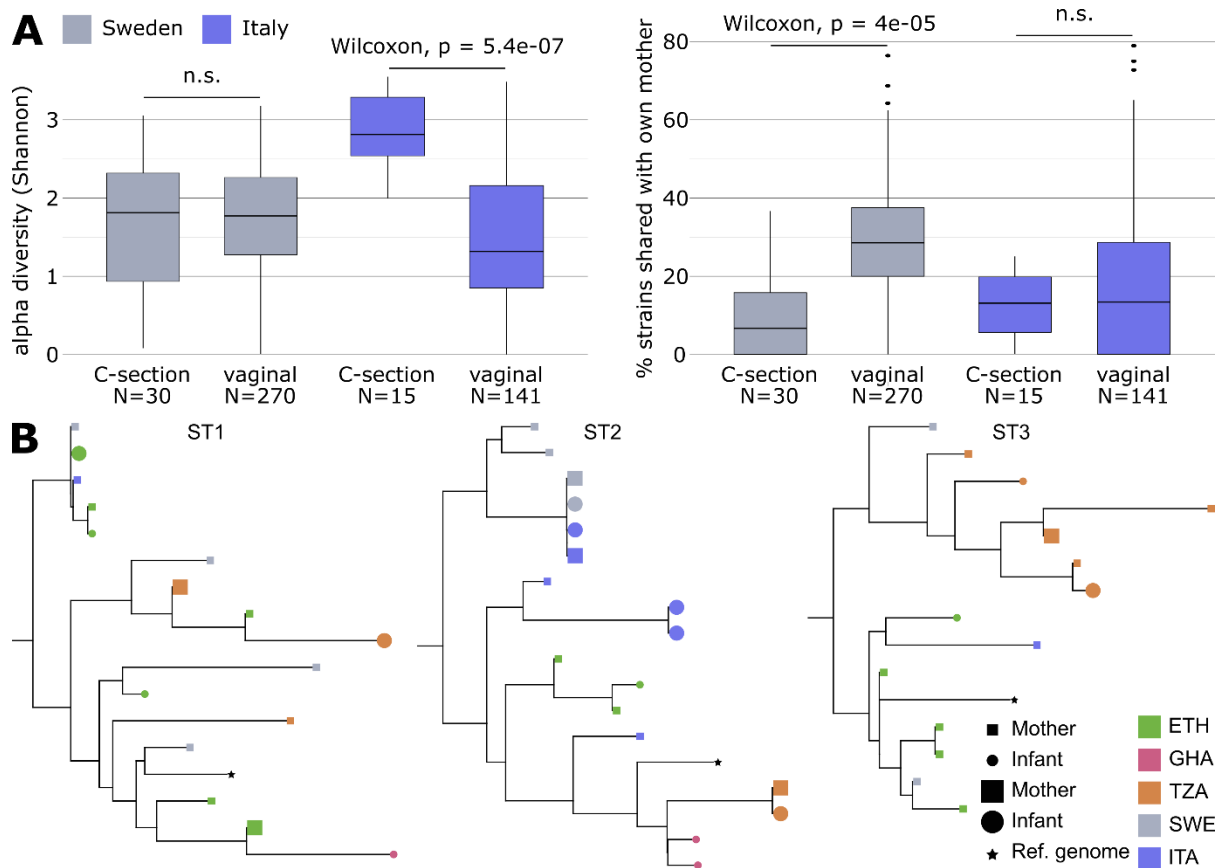 A
Sweden
Italy
alpha diversity (Shannon)
3
2
1
0
n.s.
Wilcoxon, p = 5.4e-07
C-section
N=30
vaginal
N=270
C-section
N=15
vaginal
N=141
% strains shared with own mother
80
60
40
20
0
Wilcoxon, p = 4e-05
n.s.
C-section
N=30
vaginal
N=270
C-section
N=15
vaginal
N=141
B
ST1
ST2
ST3
Mother
Infant
Mother
Infant
Ref. genome
ETH
GHA
TZA
SWE
ITA